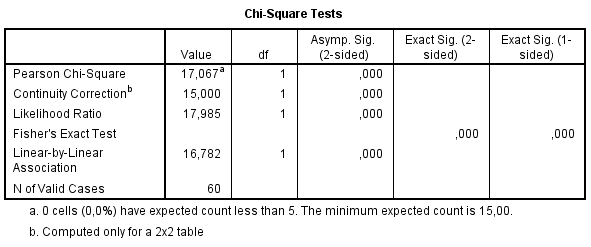 Chi-Square Tests
Value df Asymp. Sig. (2-sided) Exact Sig. (2-sided) Exact Sig. (1-sided)
Pearson Chi-Square 17,067a 1 ,000
Continuity Correctionb 15,000 1 ,000
Likelihood Ratio 17,985 1 ,000
Fisher's Exact Test ,000 ,000
Linear-by-Linear Association 16,782 1 ,000
N of Valid Cases 60
a. 0 cells (0,0%) have expected count less than 5. The minimum expected count is 15,00.
b. Computed only for a 2x2 table